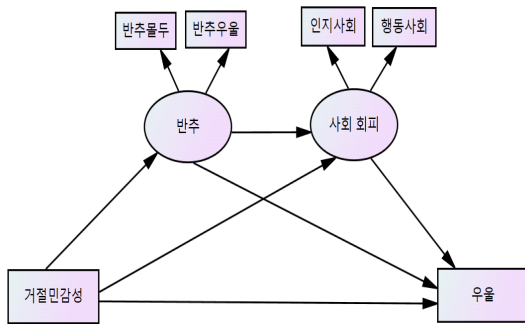 반추몰두
반추우울
인지사회
행동사회
반추
사회 회피
거절민감성
우울